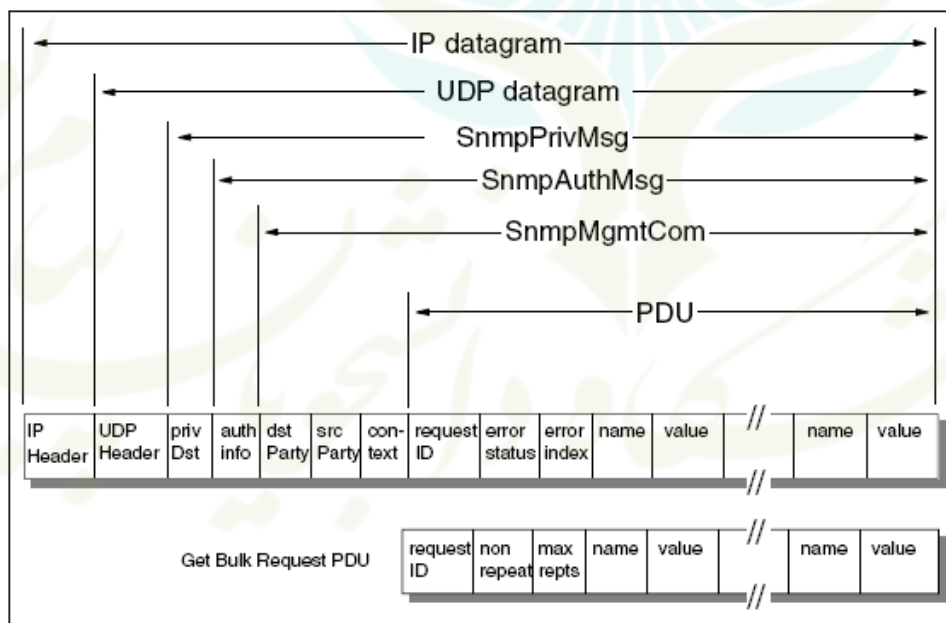 IP datagram
UDP datagram
SnmpPrivMsg
SnmpAuthMsg
SnmpMgmtCom
PDU
IP Header
UDP Header
priv Dst
auth info
dst Party
src Party
con- text
request ID
error status
error index
name
value
//
name
value
//
Get Bulk Request PDU
request ID
non repeat
max repts
name
value
//
name
value
//